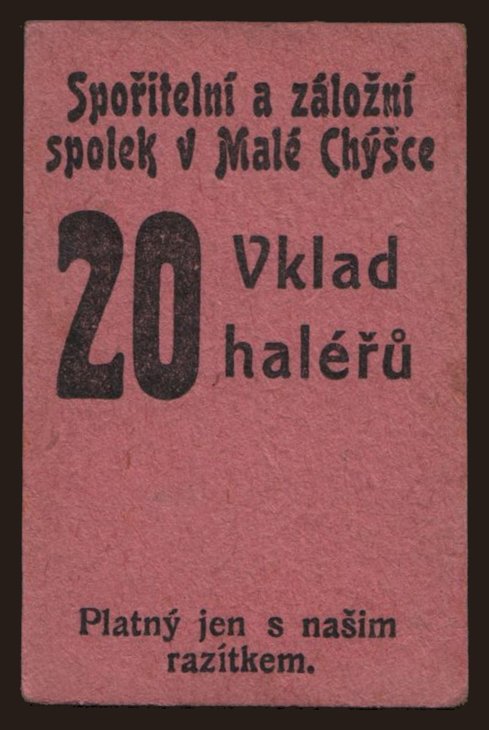 Spořitelní a záložní
spolek v Malé Chýšce
20 Vklad
haléřů
Platný jen s našim
razítkem.